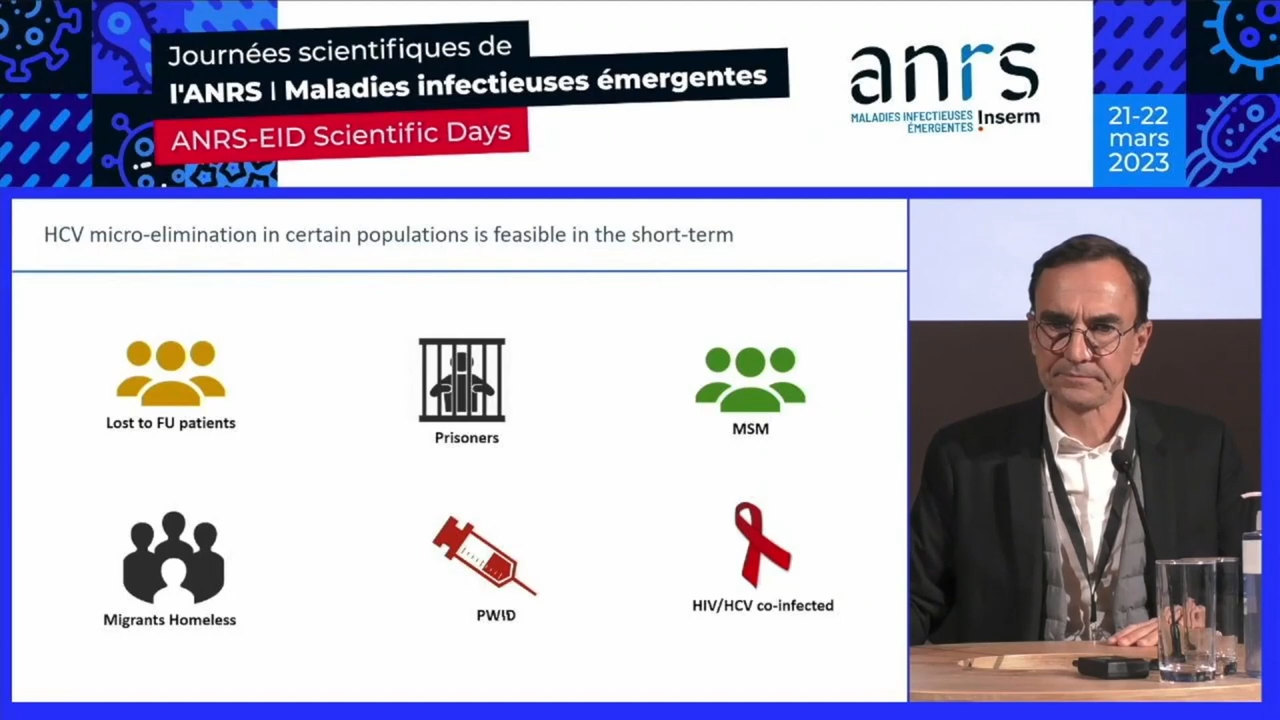 Journées scientifiques de
l'ANRS | Maladies infectieuses émergentes
ANRS-EID Scientific Days
anrs
MALADIES INFECTIEUSES
ÉMERGENTES
Inserm
21-22
mars
2023
HCV micro-elimination in certain populations is feasible in the short-term
Lost to FU patients
Prisoners
MSM
Migrants Homeless
PWID
HIV/HCV co-infected